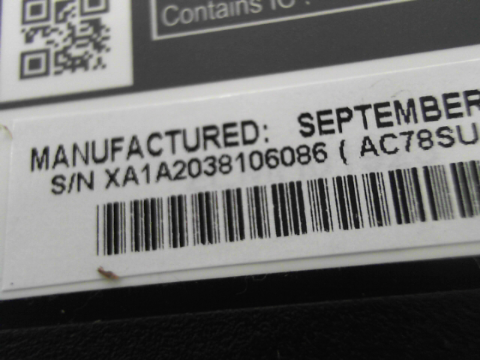 Contains IC
MANUFACTURED: SEPTEMBER
S/N XA1A2038106086 ( AC78SU